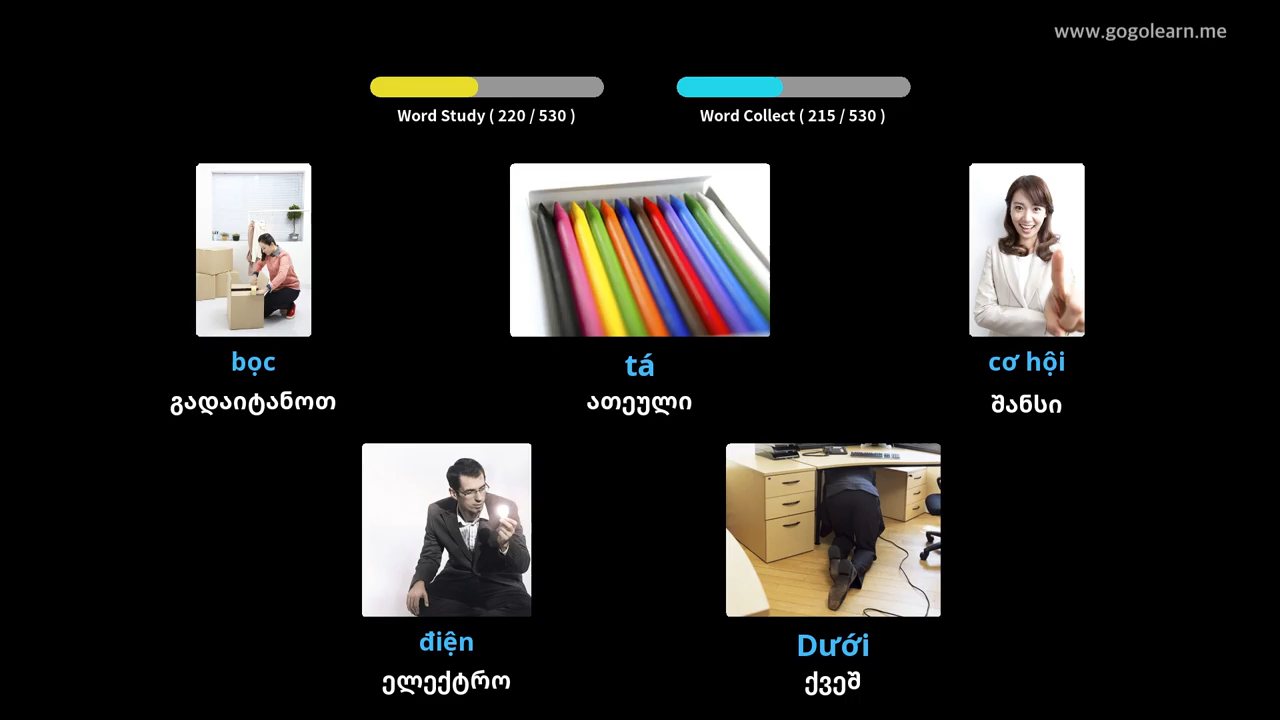 www.gogolearn.me
Word Study ( 220 / 530 )
Word Collect ( 215 / 530 )
bọc
გადაიტანოთ
tá
ათეული
cơ hội
შანსი
điện
ელექტრო
Dưới
ქვეშ